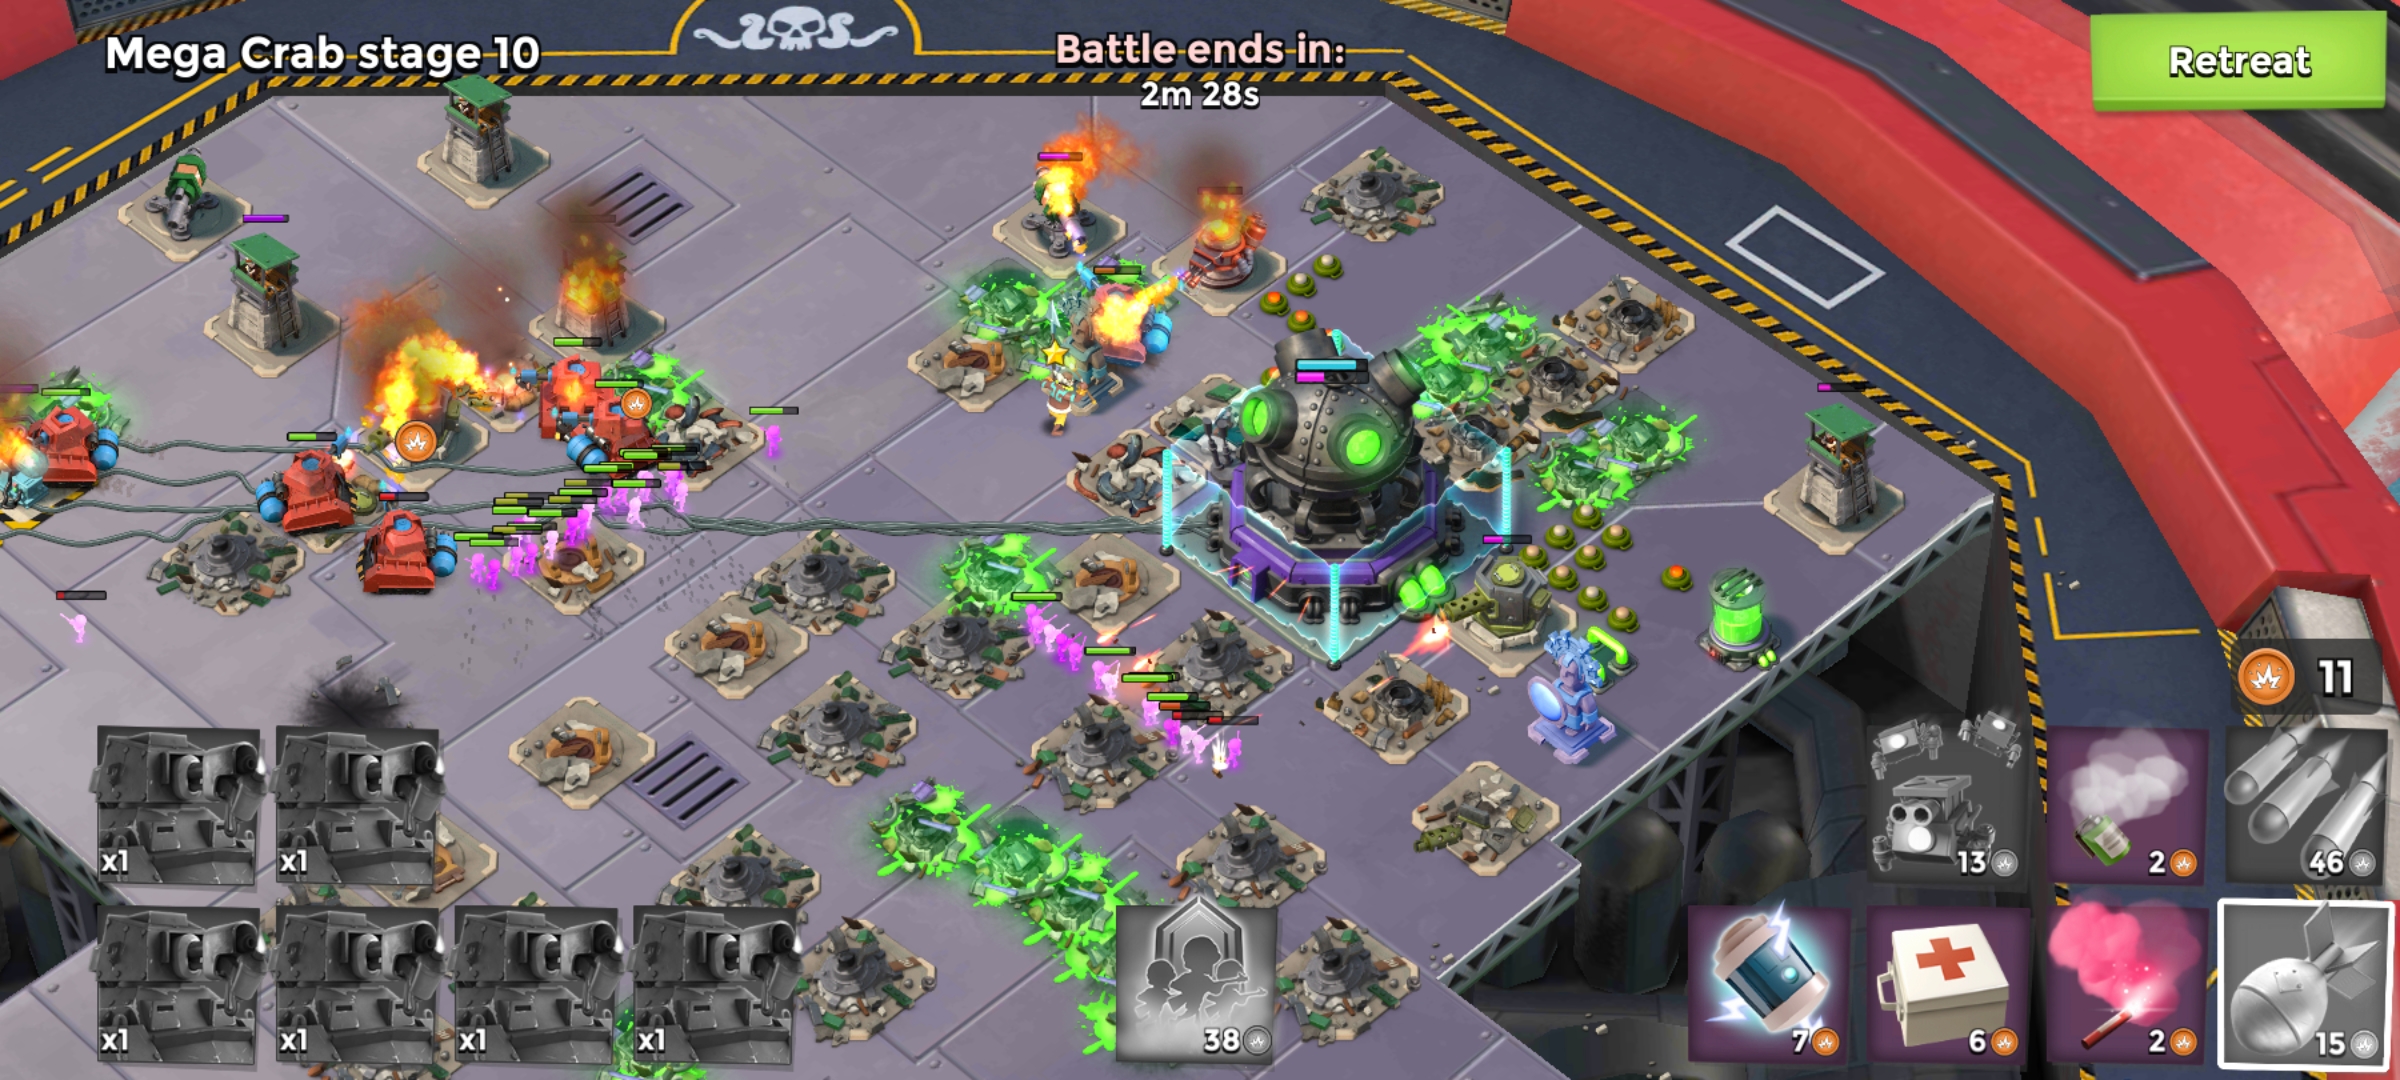 Mega Crab stage 10
Battle ends in:
2m 28s
Retreat
11
x1
x1
13
2
46
x1
x1
x1
x1
38
7
6
2
15